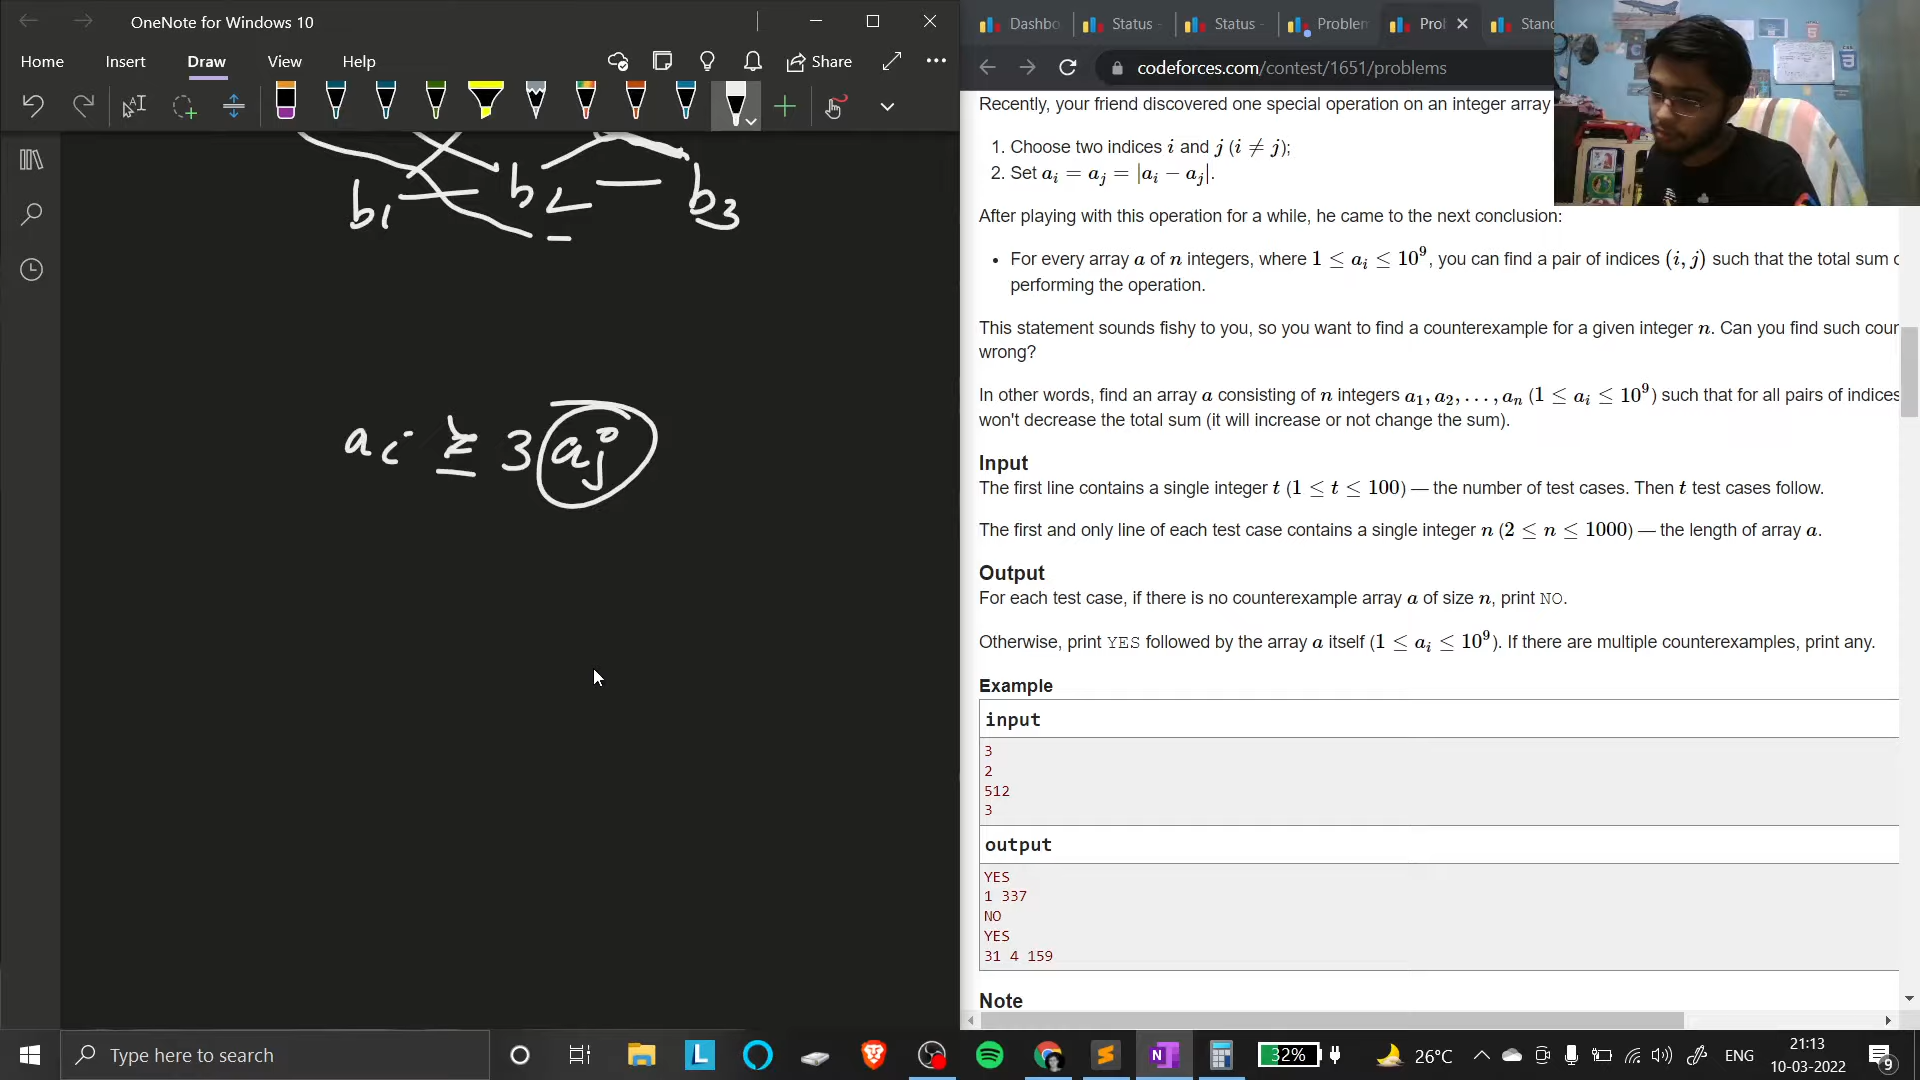 OneNote for Windows 10
Home Insert Draw View Help Share
b1 b2 b3
ai ≥ 3 aj
Dashbo Status Status Problem Prol Stand
codeforces.com/contest/1651/problems
Recently, your friend discovered one special operation on an integer array
1. Choose two indices i and j (i ≠ j);
2. Set ai = aj = |ai − aj|.
After playing with this operation for a while, he came to the next conclusion:
• For every array a of n integers, where 1 ≤ ai ≤ 10^9, you can find a pair of indices (i, j) such that the total sum
performing the operation.
This statement sounds fishy to you, so you want to find a counterexample for a given integer n. Can you find such cour
wrong?
In other words, find an array a consisting of n integers a1, a2, . . . , an (1 ≤ ai ≤ 10^9) such that for all pairs of indices
won't decrease the total sum (it will increase or not change the sum).
Input
The first line contains a single integer t (1 ≤ t ≤ 100) — the number of test cases. Then t test cases follow.
The first and only line of each test case contains a single integer n (2 ≤ n ≤ 1000) — the length of array a.
Output
For each test case, if there is no counterexample array a of size n, print NO.
Otherwise, print YES followed by the array a itself (1 ≤ ai ≤ 10^9). If there are multiple counterexamples, print any.
Example
input
3
2
512
3
output
YES
1 337
NO
YES
31 4 159
Note
Type here to search
32%
26°C
ENG
21:13
10-03-2022
9